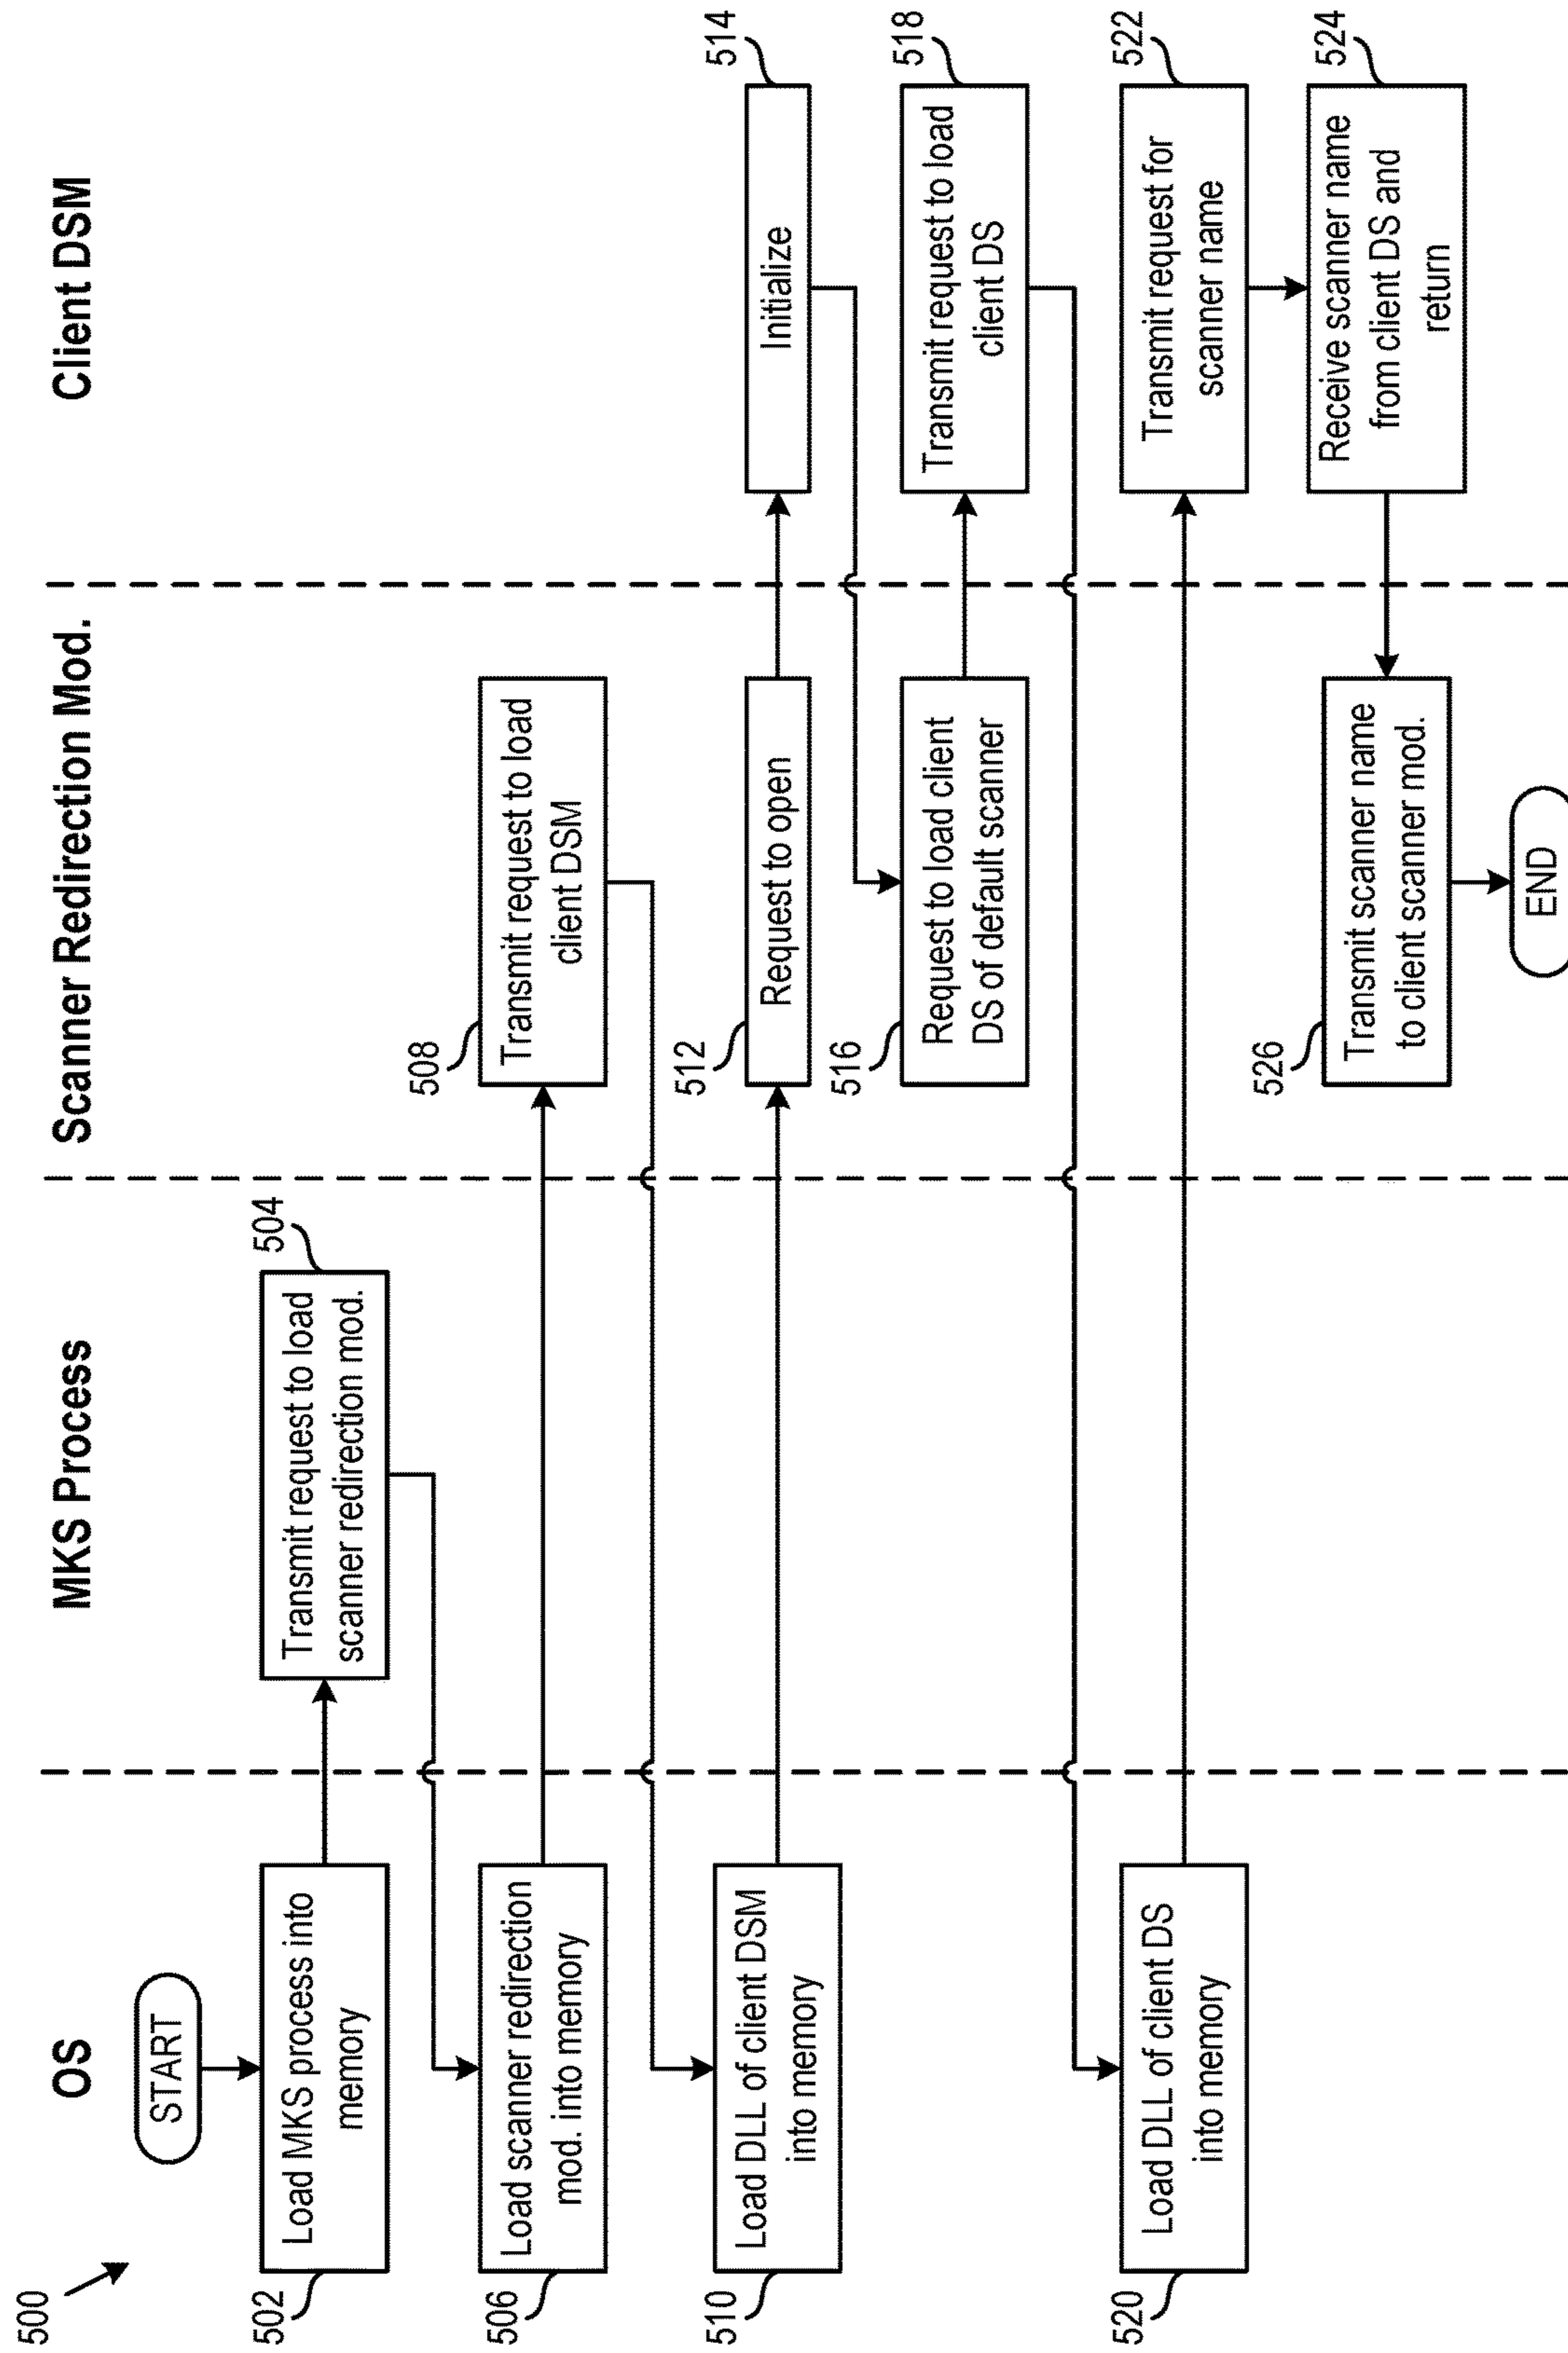 500
OS
MKS Process
Scanner Redirection Mod.
Client DSM
START
502
Load MKS process into
memory
504
Transmit request to load
scanner redirection mod.
506
Load scanner redirection
mod. into memory
508
Transmit request to load
client DSM
510
Load DLL of client DSM
into memory
512
Request to open
514
Initialize
516
Request to load client
DS of default scanner
518
Transmit request to load
client DS
520
Load DLL of client DS
into memory
522
Transmit request for
scanner name
524
Receive scanner name
from client DS and
return
526
Transmit scanner name
to client scanner mod.
END